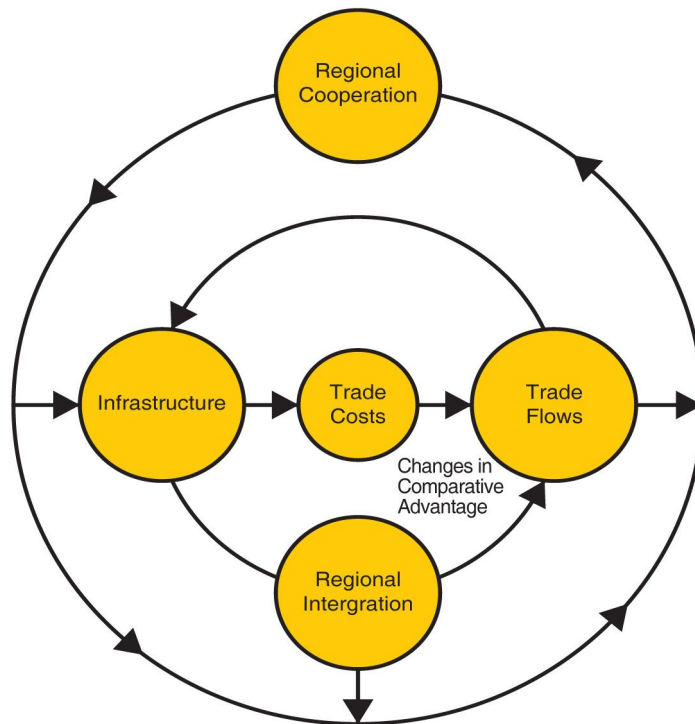 Regional
Cooperation
Infrastructure
Trade
Costs
Trade
Flows
Changes in
Comparative
Advantage
Regional
Intergration